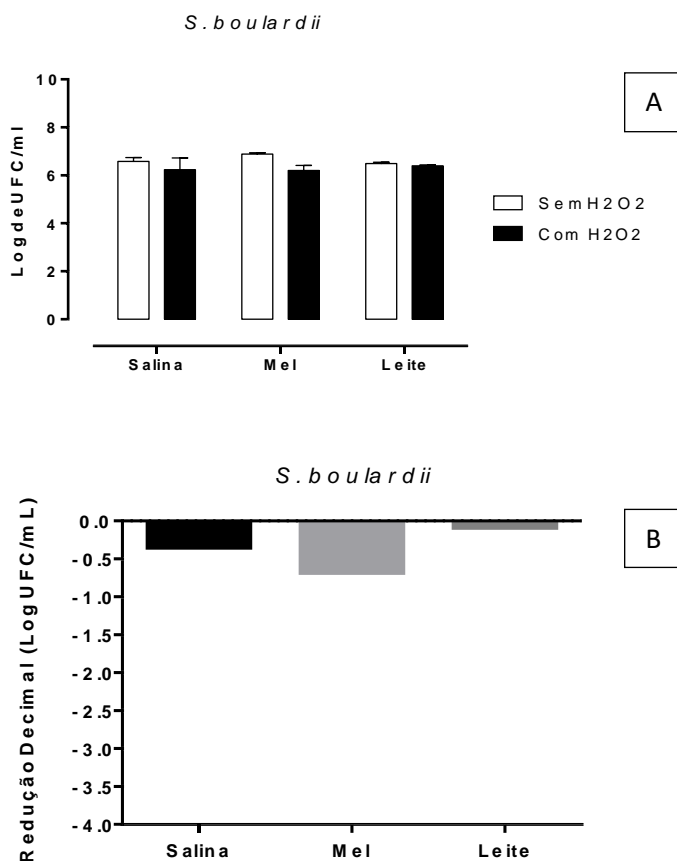 S. boulardii
A
10
8
6
4
2
0
Log de UFC/ml
Sem H2O2
Com H2O2
Salina Mel Leite
S. boulardii
B
0.0
-0.5
-1.0
-1.5
-2.0
-2.5
-3.0
-3.5
-4.0
Redução Decimal (Log UFC/mL)
Salina Mel Leite